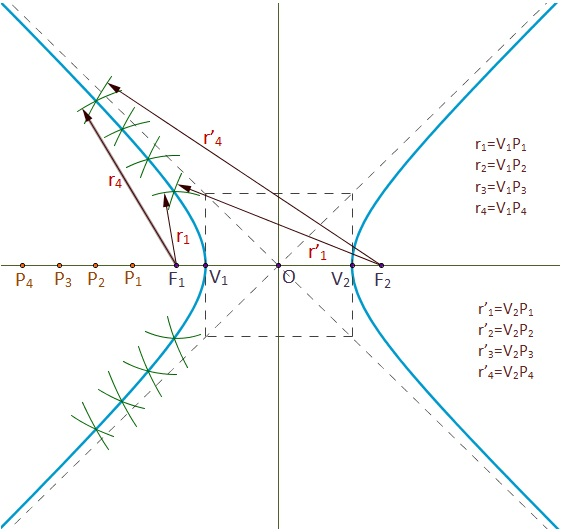 r'₄
r₄
r₁=V₁P₁
r₂=V₁P₂
r₃=V₁P₃
r₄=V₁P₄
r₁
r'₁
P₄ P₃ P₂ P₁ F₁ V₁ O V₂ F₂
r'₁=V₂P₁
r'₂=V₂P₂
r'₃=V₂P₃
r'₄=V₂P₄